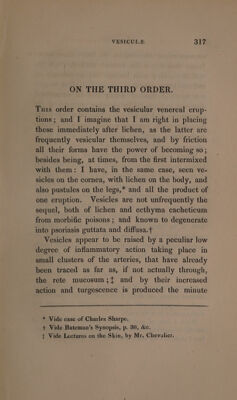 VESICULÆ.
317
ON THE THIRD ORDER.
This order contains the vesicular venereal erup-
tions; and I imagine that I am right in placing
these immediately after lichen, as the latter are
frequently vesicular themselves, and by friction
all their forms have the power of becoming so;
besides being, at times, from the first intermixed
with them: I have, in the same case, seen ve-
sicles on the cornea, with lichen on the body, and
also pustules on the legs,* and all the product of
one eruption. Vesicles are not unfrequently the
sequel, both of lichen and ecthyma cacheticum
from morbific poisons; and known to degenerate
into psoriasis guttata and diffusa.†
Vesicles appear to be raised by a peculiar low
degree of inflammatory action taking place in
small clusters of the arteries, that have already
been traced as far as, if not actually through,
the rete mucosum;‡ and by their increased
action and turgescence is produced the minute
* Vide case of Charles Sharpe.
† Vide Bateman's Synopsis, p. 30, &c.
‡ Vide Lectures on the Skin, by Mr. Chevalier.